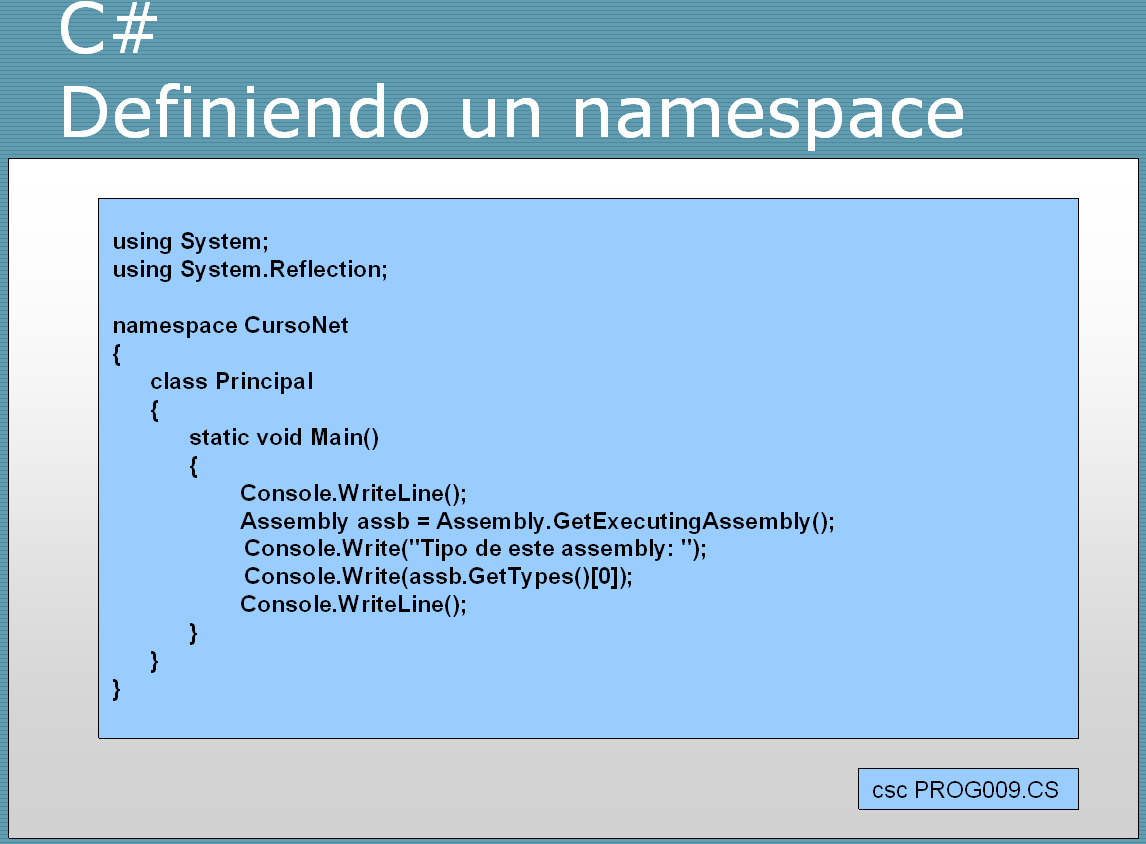 C#
Definiendo un namespace
using System;
using System.Reflection;
namespace CursoNet
{
class Principal
{
static void Main()
{
Console.WriteLine();
Assembly assb = Assembly.GetExecutingAssembly();
Console.Write("Tipo de este assembly: ");
Console.Write(assb.GetTypes()[0]);
Console.WriteLine();
}
}
}
csc PROG009.CS